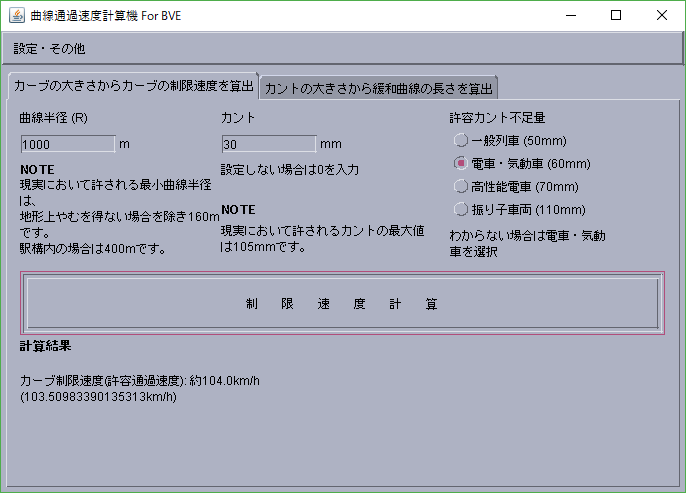 曲線通過速度計算機 For BVE
設定・その他
カーブの大きさからカーブの制限速度を算出
カントの大きさから緩和曲線の長さを算出
曲線半径 (R)
1000 m
NOTE
現実において許される最小曲線半径
は、
地形上やむを得ない場合を除き160m
です。
駅構内の場合は400mです。
カント
30 mm
設定しない場合は0を入力
NOTE
現実において許されるカントの最大値
は105mmです。
許容カント不足量
一般列車 (50mm)
電車・気動車 (60mm)
高性能電車 (70mm)
振り子車両 (110mm)
わからない場合は電車・気動
車を選択
制 限 速 度 計 算
計算結果
カーブ制限速度(許容通過速度): 約104.0km/h
(103.50983390135313km/h)